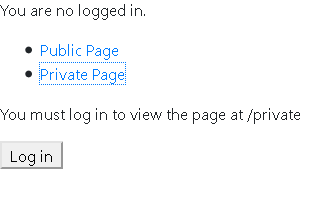 You are no logged in.
Public Page
Private Page
You must log in to view the page at /private
Log in